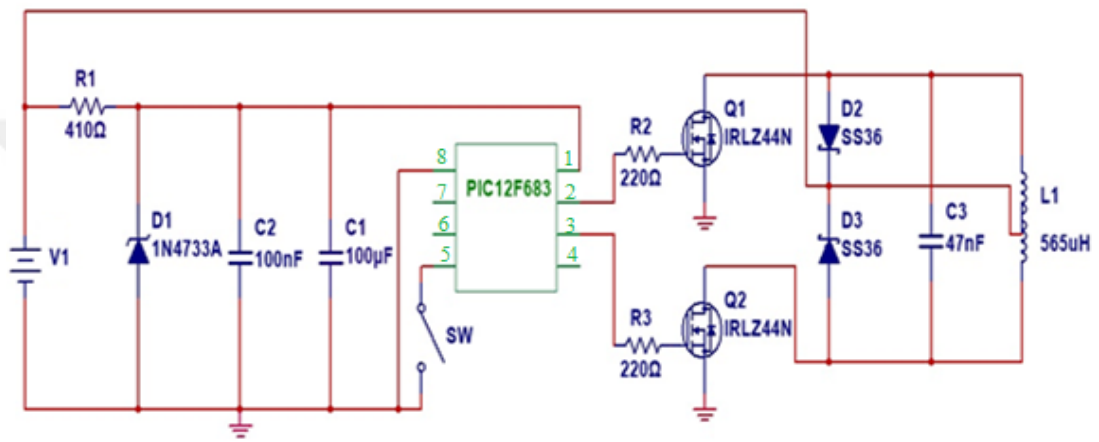 R1
410Ω
D1
1N4733A
C2
100nF
C1
100µF
V1
SW
PIC12F683
8
7
6
5
1
2
3
4
R2
220Ω
R3
220Ω
Q1
IRLZ44N
Q2
IRLZ44N
D2
SS36
D3
SS36
C3
47nF
L1
565uH